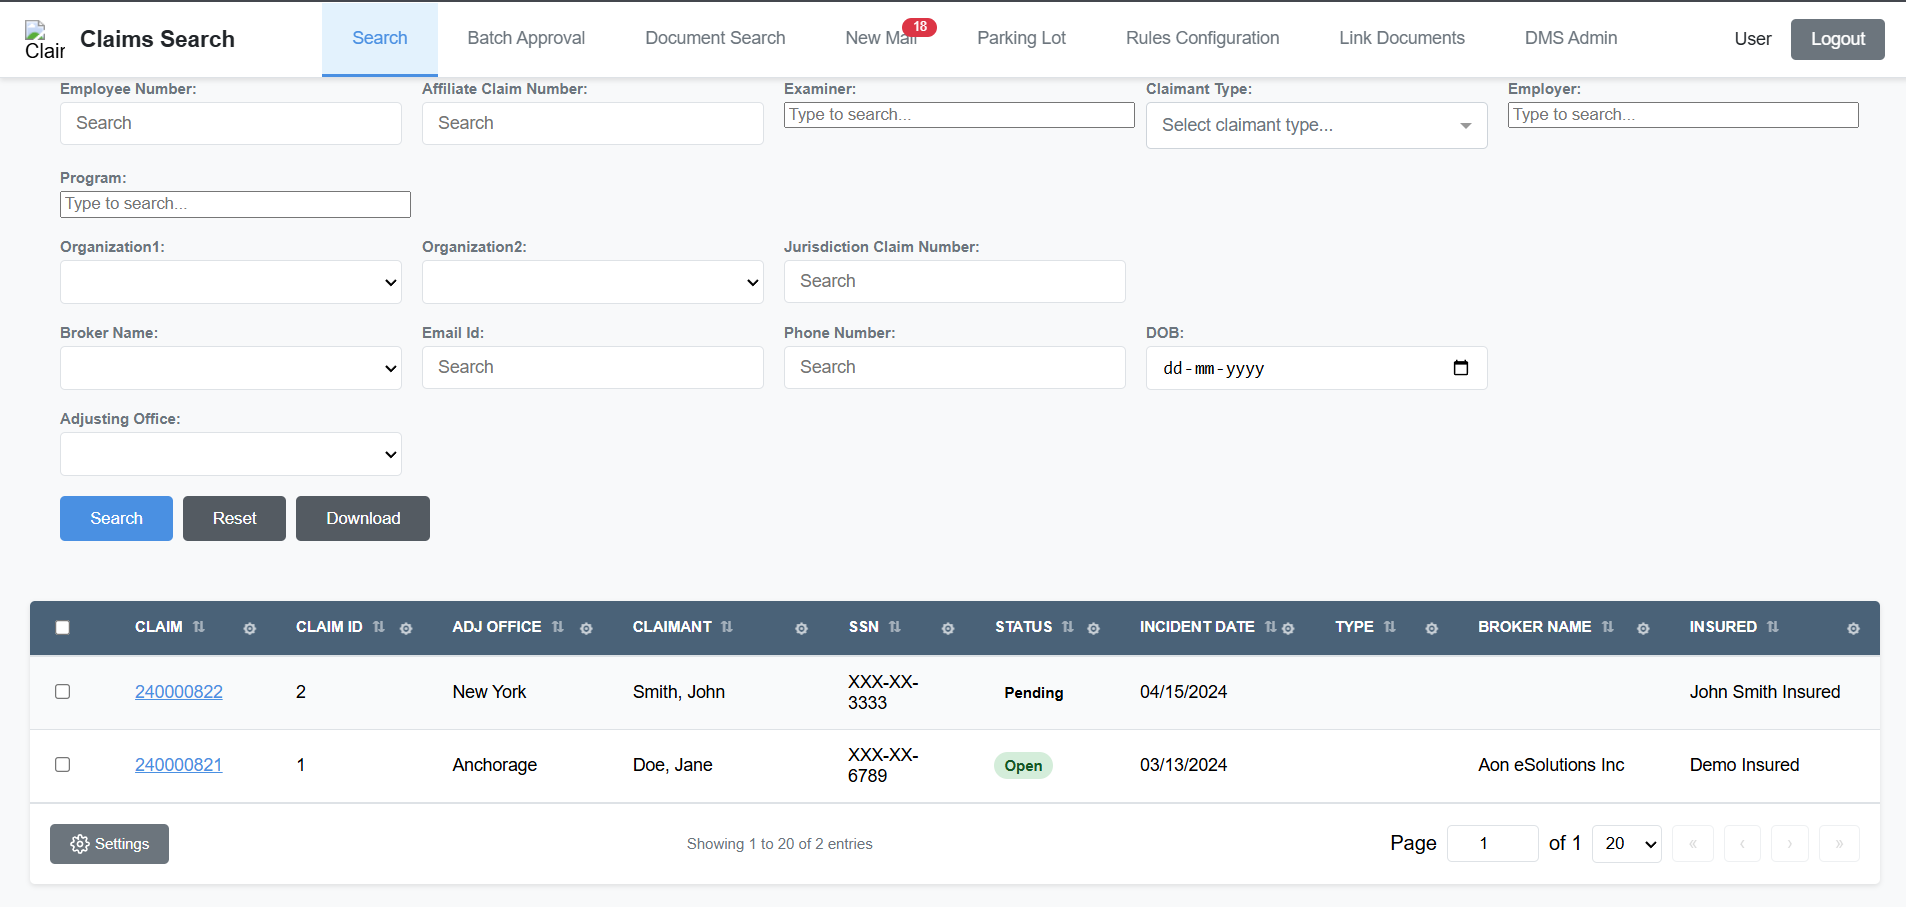 Clair
Claims Search
Search
Batch Approval
Document Search
New Mail
18
Parking Lot
Rules Configuration
Link Documents
DMS Admin
User
Logout
Employee Number:
Affiliate Claim Number:
Examiner:
Claimant Type:
Employer:
Search
Search
Type to search...
Select claimant type...
Type to search...
Program:
Type to search...
Organization1:
Organization2:
Jurisdiction Claim Number:
Search
Broker Name:
Email Id:
Phone Number:
DOB:
Search
Search
dd-mm-yyyy
Adjusting Office:
Search
Reset
Download
CLAIM
CLAIM ID
ADJ OFFICE
CLAIMANT
SSN
STATUS
INCIDENT DATE
TYPE
BROKER NAME
INSURED
240000822
2
New York
Smith, John
XXX-XX-
3333
Pending
04/15/2024
John Smith Insured
240000821
1
Anchorage
Doe, Jane
XXX-XX-
6789
Open
03/13/2024
Aon eSolutions Inc
Demo Insured
Settings
Showing 1 to 20 of 2 entries
Page
1
of 1
20
«
‹
›
»